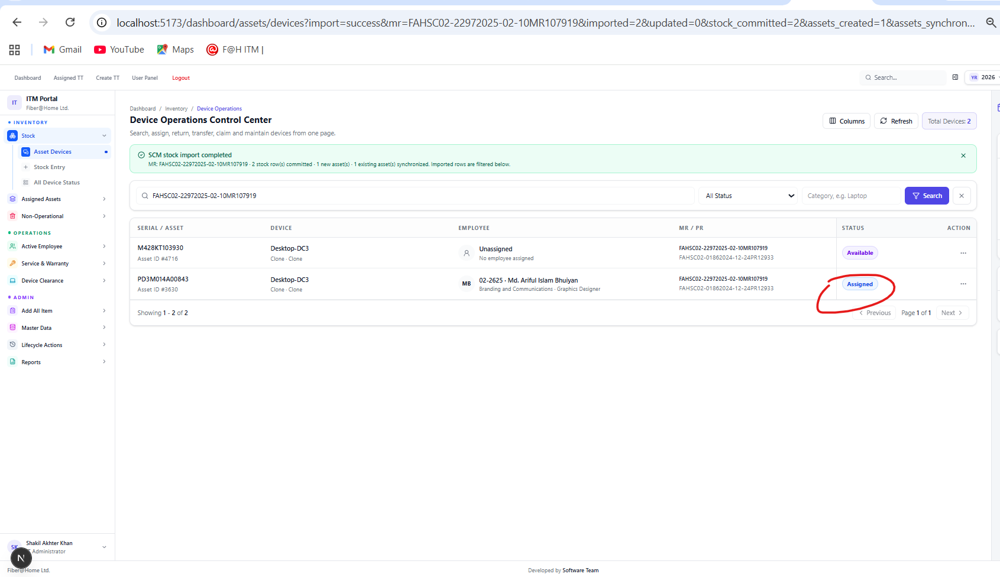 localhost:5173/dashboard/assets/devices?import=success&mr=FAHSC02-22972025-02-10MR107919&imported=2&updated=0&stock_committed=2&assets_created=1&assets_synchron...
Gmail YouTube Maps F@H ITM |
Dashboard Assigned TT Create TT User Panel Logout Search... YR 2026
IT ITM Portal
Fiber@Home Ltd.
INVENTORY
Stock
Asset Devices
Stock Entry
All Device Status
Assigned Assets
Non-Operational
OPERATIONS
Active Employee
Service & Warranty
Device Clearance
ADMIN
Add All Item
Master Data
Lifecycle Actions
Reports
Dashboard / Inventory / Device Operations
Device Operations Control Center
Search, assign, return, transfer, claim and maintain devices from one page.
Columns Refresh Total Devices: 2
SCM stock import completed
MR: FAHSC02-22972025-02-10MR107919 · 2 stock row(s) committed · 1 new asset(s) · 1 existing asset(s) synchronized. Imported rows are filtered below.
FAHSC02-22972025-02-10MR107919 All Status Category, e.g. Laptop Search
SERIAL / ASSET DEVICE EMPLOYEE MR / PR STATUS ACTION
M428KT103930 Desktop-DC3 Unassigned FAHSC02-22972025-02-10MR107919 Available ...
Asset ID #4716 Clone · Clone No employee assigned FAHSC02-01862024-12-24PR12933
PD3M014A00843 Desktop-DC3 MB 02-2625 · Md. Ariful Islam Bhuiyan FAHSC02-22972025-02-10MR107919 Assigned ...
Asset ID #3630 Clone · Clone Branding and Communications · Graphics Designer FAHSC02-01862024-12-24PR12933
Showing 1 - 2 of 2 Previous Page 1 of 1 Next
SK Shakil Akhter Khan
Administrator
N
Fiber@Home Ltd. Developed by Software Team